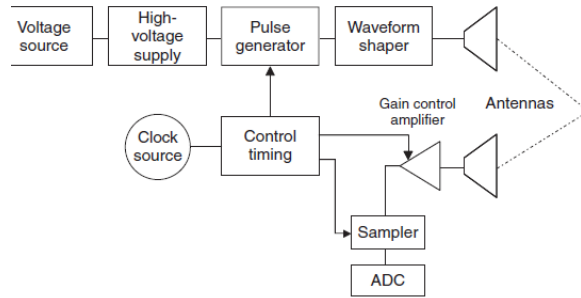 Voltage
source
High-
voltage
supply
Pulse
generator
Waveform
shaper
Gain control
amplifier
Antennas
Clock
source
Control
timing
Sampler
ADC